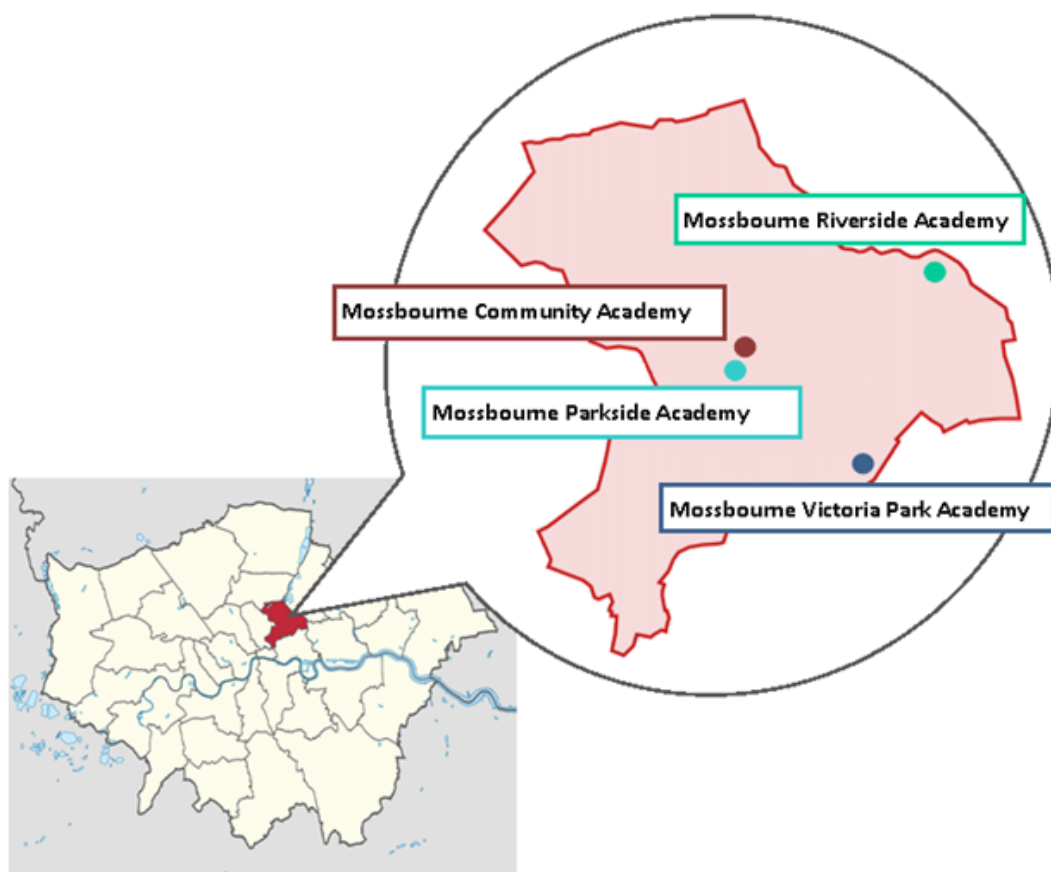 Mossbourne Riverside Academy
Mossbourne Community Academy
Mossbourne Parkside Academy
Mossbourne Victoria Park Academy